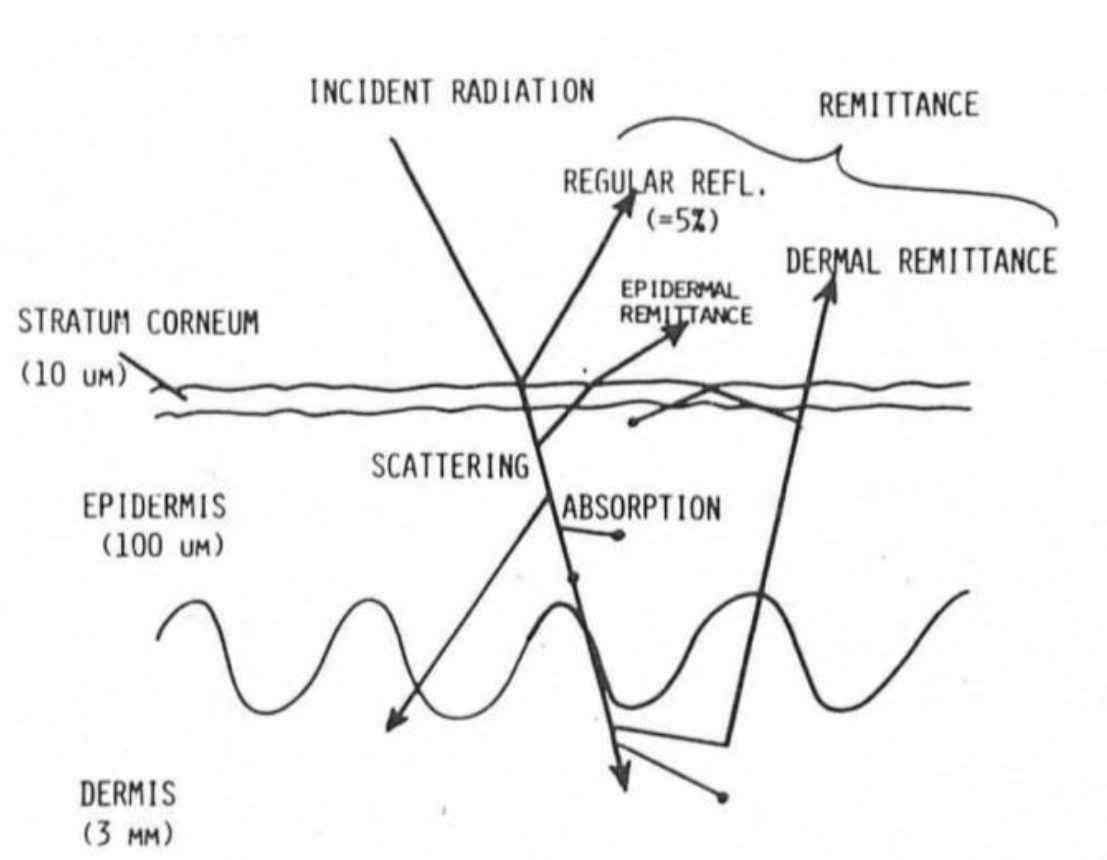 INCIDENT RADIATION
REMITTANCE
REGULAR REFL.
(=5%)
DERMAL REMITTANCE
EPIDERMAL
REMITTANCE
STRATUM CORNEUM
(10 UM)
SCATTERING
ABSORPTION
EPIDERMIS
(100 UM)
DERMIS
(3 MM)